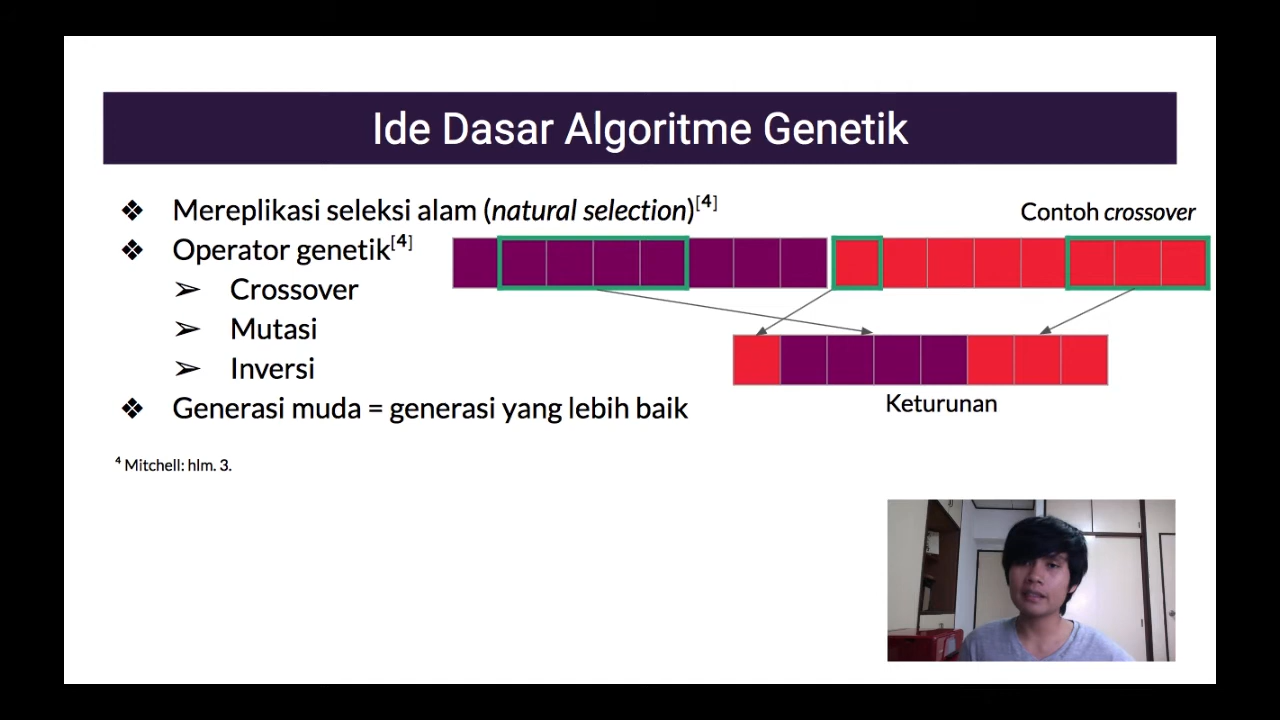 Ide Dasar Algoritme Genetik
❖ Mereplikasi seleksi alam (natural selection)[4]
❖ Operator genetik[4]
➢ Crossover
➢ Mutasi
➢ Inversi
❖ Generasi muda = generasi yang lebih baik
Contoh crossover
Keturunan
4 Mitchell: hlm. 3.